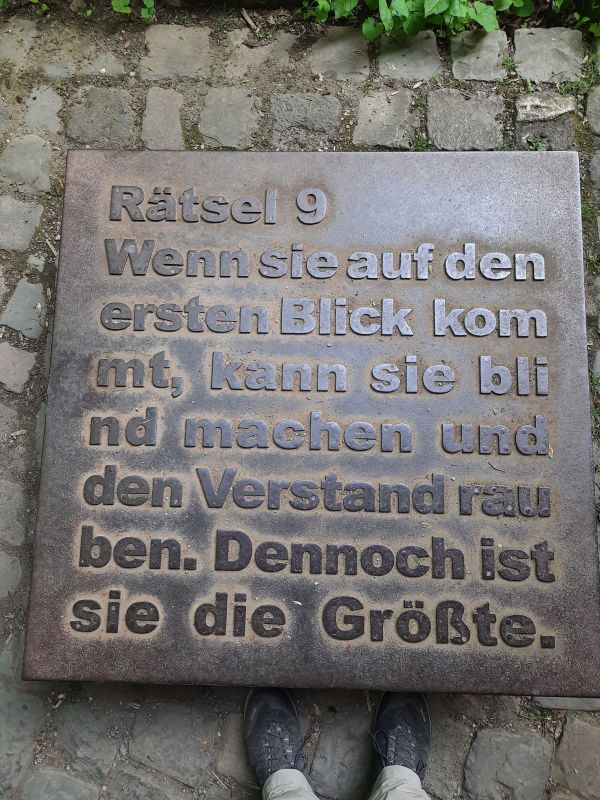 Rätsel 9
Wenn sie auf den
ersten Blick kom
mt, kann sie bli
nd machen und
den Verstand rau
ben. Dennoch ist
sie die Größte.